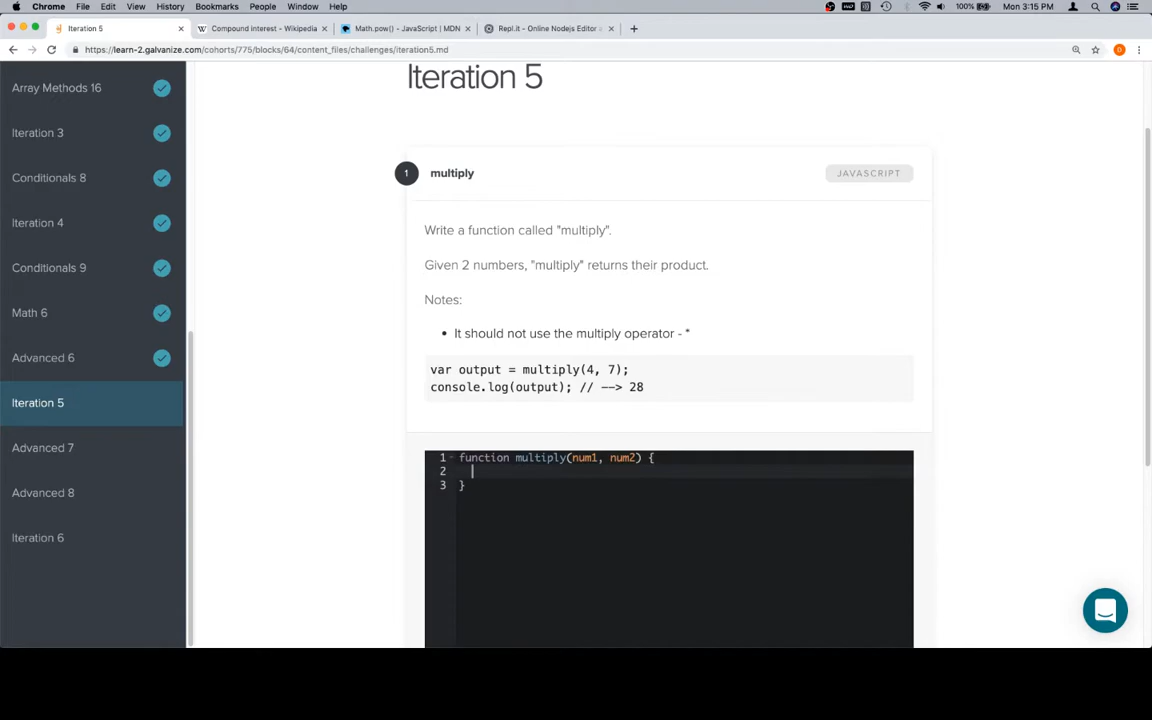 Chrome File Edit View History Bookmarks People Window Help 100% Mon 3:15 PM
Iteration 5 Compound interest - Wikipedia Math.pow() - JavaScript | MDN Repl.it - Online Nodejs Editor
https://learn-2.galvanize.com/cohorts/775/blocks/64/content_files/challenges/iteration5.md
Array Methods 16
Iteration 3
Conditionals 8
Iteration 4
Conditionals 9
Math 6
Advanced 6
Iteration 5
Advanced 7
Advanced 8
Iteration 6
Iteration 5
1 multiply JAVASCRIPT
Write a function called "multiply".
Given 2 numbers, "multiply" returns their product.
Notes:
• It should not use the multiply operator - *
var output = multiply(4, 7);
console.log(output); // --> 28
1 function multiply(num1, num2) {
2
3 }